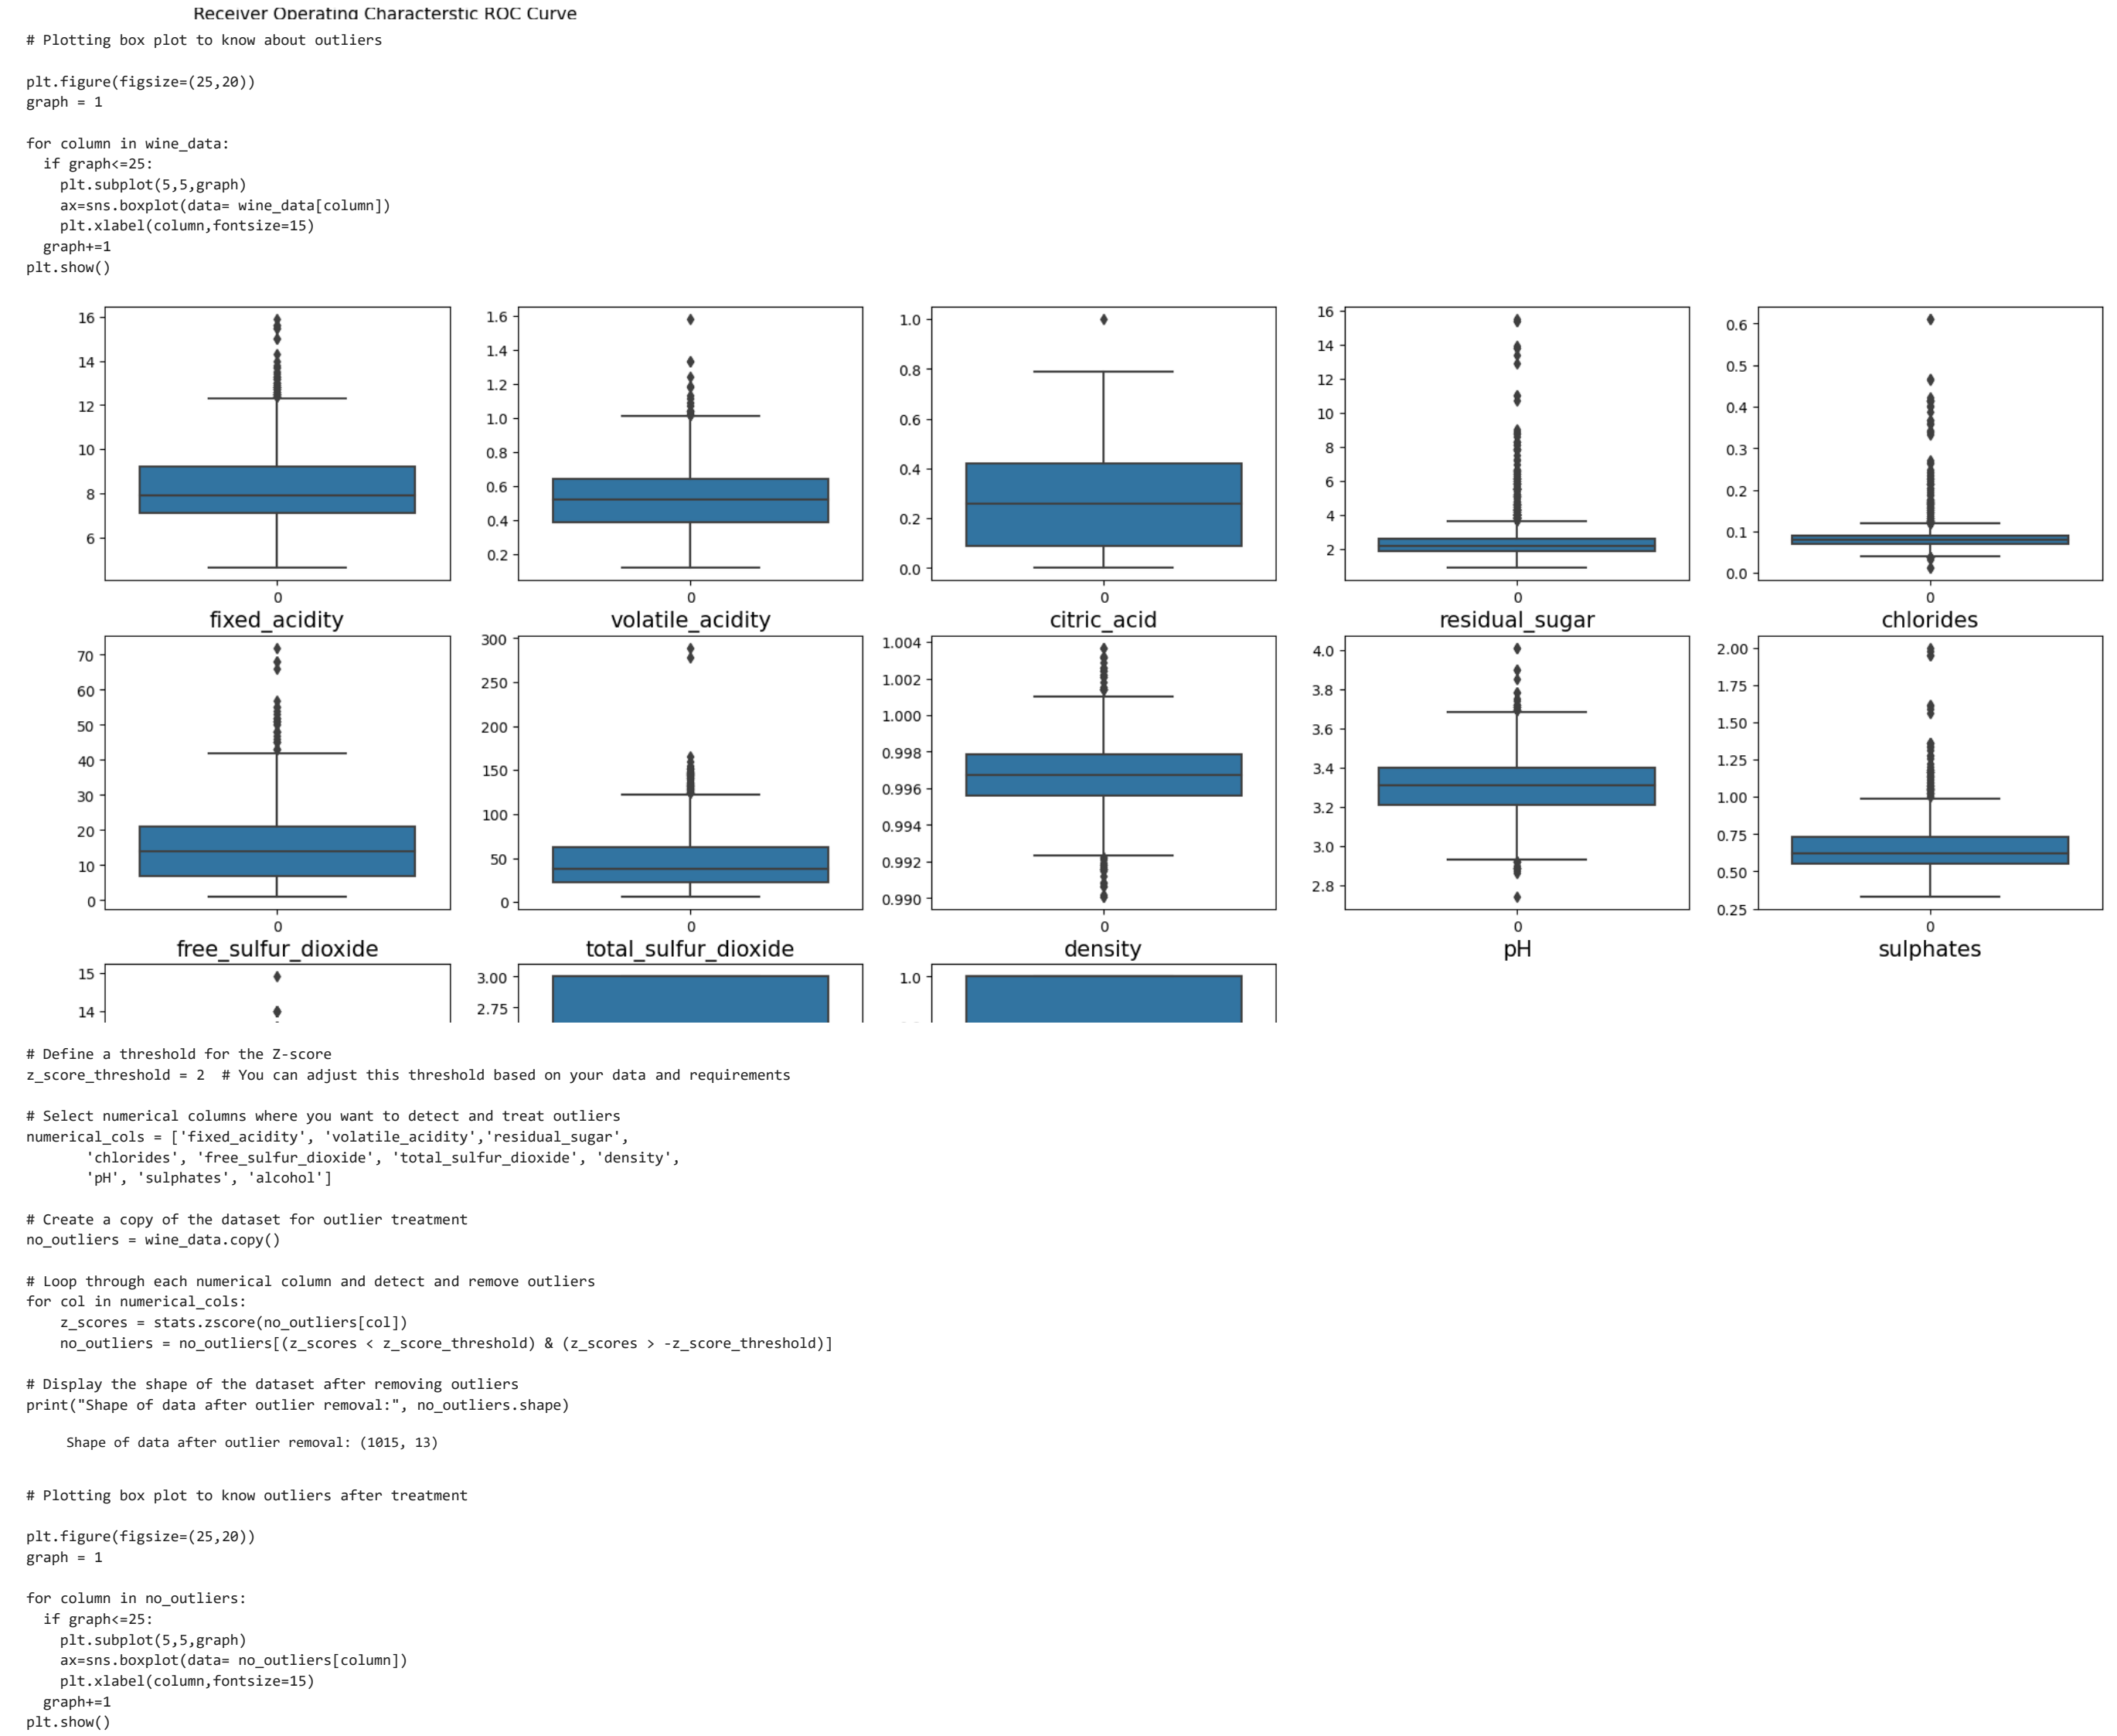 Receiver Operating Characterstic ROC Curve
# Plotting box plot to know about outliers
plt.figure(figsize=(25,20))
graph = 1
for column in wine_data:
  if graph<=25:
    plt.subplot(5,5,graph)
    ax=sns.boxplot(data= wine_data[column])
    plt.xlabel(column,fontsize=15)
  graph+=1
plt.show()
16
14
12
10
8
6
0
fixed_acidity
1.6
1.4
1.2
1.0
0.8
0.6
0.4
0.2
0
volatile_acidity
1.0
0.8
0.6
0.4
0.2
0.0
0
citric_acid
16
14
12
10
8
6
4
2
0
residual_sugar
0.6
0.5
0.4
0.3
0.2
0.1
0.0
0
chlorides
70
60
50
40
30
20
10
0
0
free_sulfur_dioxide
300
250
200
150
100
50
0
0
total_sulfur_dioxide
1.004
1.002
1.000
0.998
0.996
0.994
0.992
0.990
0
density
4.0
3.8
3.6
3.4
3.2
3.0
2.8
0
pH
2.00
1.75
1.50
1.25
1.00
0.75
0.50
0.25
0
sulphates
15
14
3.00
2.75
1.0
# Define a threshold for the Z-score
z_score_threshold = 2  # You can adjust this threshold based on your data and requirements
# Select numerical columns where you want to detect and treat outliers
numerical_cols = ['fixed_acidity', 'volatile_acidity','residual_sugar',
       'chlorides', 'free_sulfur_dioxide', 'total_sulfur_dioxide', 'density',
       'pH', 'sulphates', 'alcohol']
# Create a copy of the dataset for outlier treatment
no_outliers = wine_data.copy()
# Loop through each numerical column and detect and remove outliers
for col in numerical_cols:
    z_scores = stats.zscore(no_outliers[col])
    no_outliers = no_outliers[(z_scores < z_score_threshold) & (z_scores > -z_score_threshold)]
# Display the shape of the dataset after removing outliers
print("Shape of data after outlier removal:", no_outliers.shape)
Shape of data after outlier removal: (1015, 13)
# Plotting box plot to know outliers after treatment
plt.figure(figsize=(25,20))
graph = 1
for column in no_outliers:
  if graph<=25:
    plt.subplot(5,5,graph)
    ax=sns.boxplot(data= no_outliers[column])
    plt.xlabel(column,fontsize=15)
  graph+=1
plt.show()